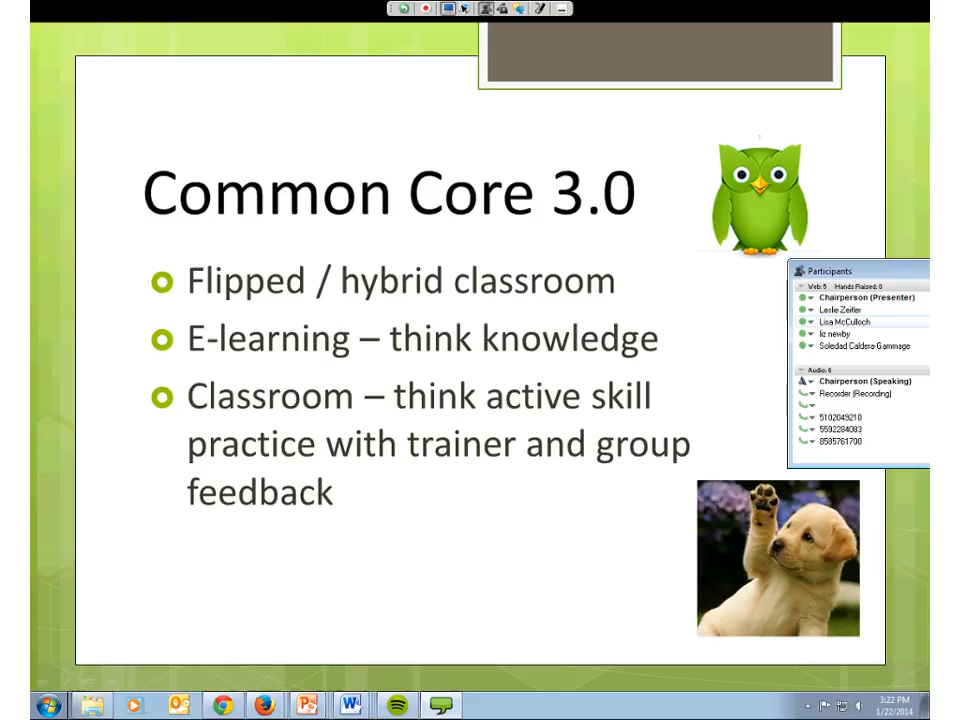 Common Core 3.0
Flipped / hybrid classroom
E-learning – think knowledge
Classroom – think active skill
practice with trainer and group
feedback
Participants
Web: 5 Hands Raised: 0
Chairperson (Presenter)
Leslie Zeitler
Lisa McCulloch
liz newby
Soledad Caldera-Gammage
Audio: 6
Chairperson (Speaking)
Recorder (Recording)
5102049210
5592284083
8585761700
3:22 PM
1/22/2014